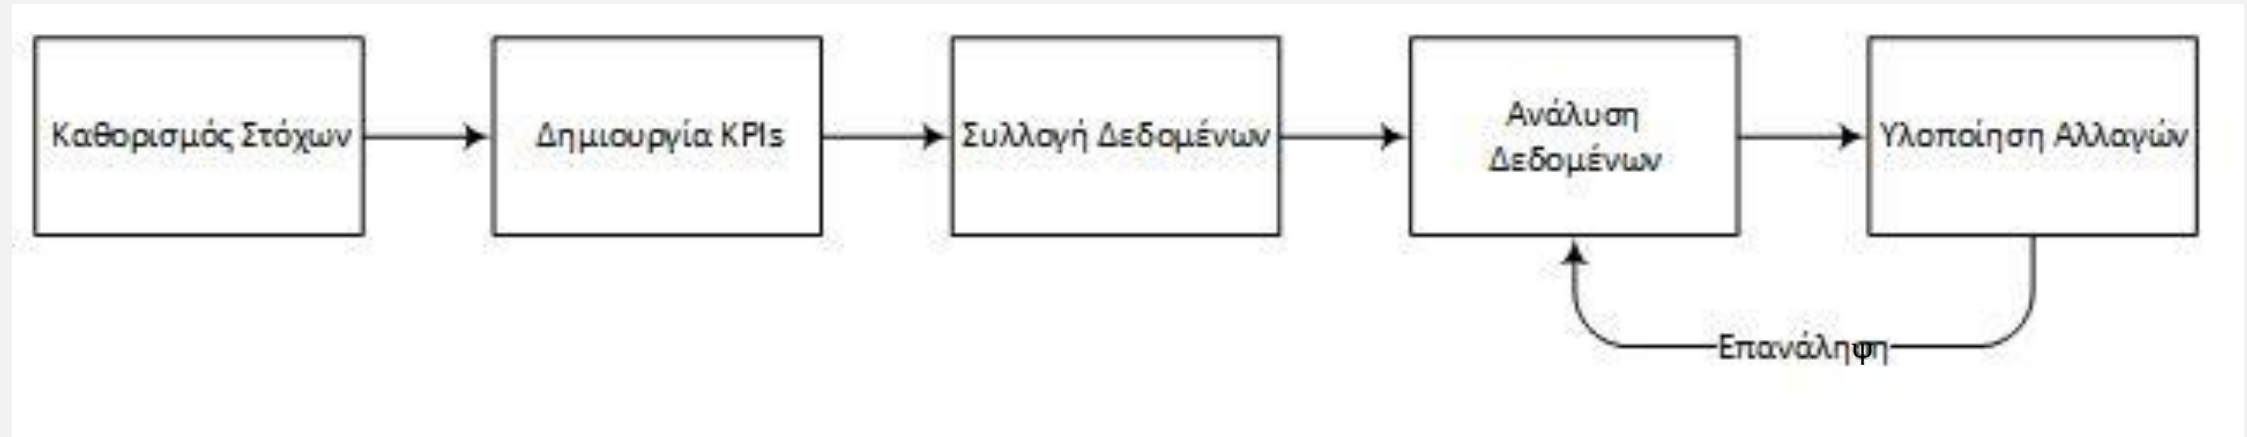 Καθορισμός Στόχων
Δημιουργία KPIs
Συλλογή Δεδομένων
Ανάλυση
Δεδομένων
Υλοποίηση Αλλαγών
Επανάληψη